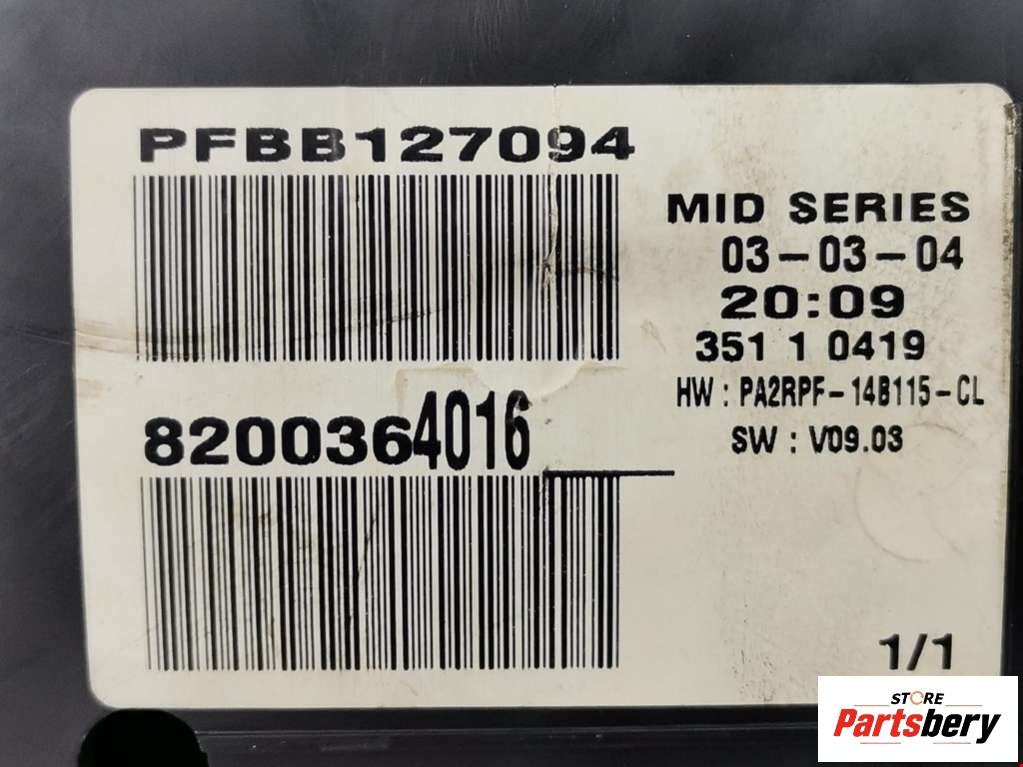 PFBB127094
MID SERIES
03-03-04
20:09
351 1 0419
HW : PA2RPF-14B115-CL
SW : V09.03
8200364016
1/1
STORE
Partsbery